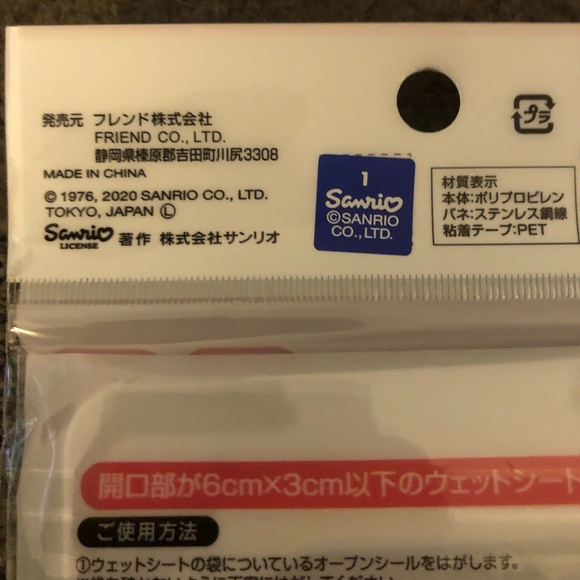 発売元 フレンド株式会社
FRIEND CO., LTD.
静岡県榛原郡吉田町川尻3308
MADE IN CHINA
© 1976, 2020 SANRIO CO., LTD.
TOKYO, JAPAN Ⓛ
Sanrio
LICENSE
著作 株式会社サンリオ
1
Sanrio
©SANRIO
CO., LTD.
プラ
材質表示
本体:ポリプロピレン
バネ:ステンレス鋼線
粘着テープ:PET
開口部が6cm×3cm以下のウェットシート
ご使用方法
①ウェットシートの袋についているオープンシールをはがします。